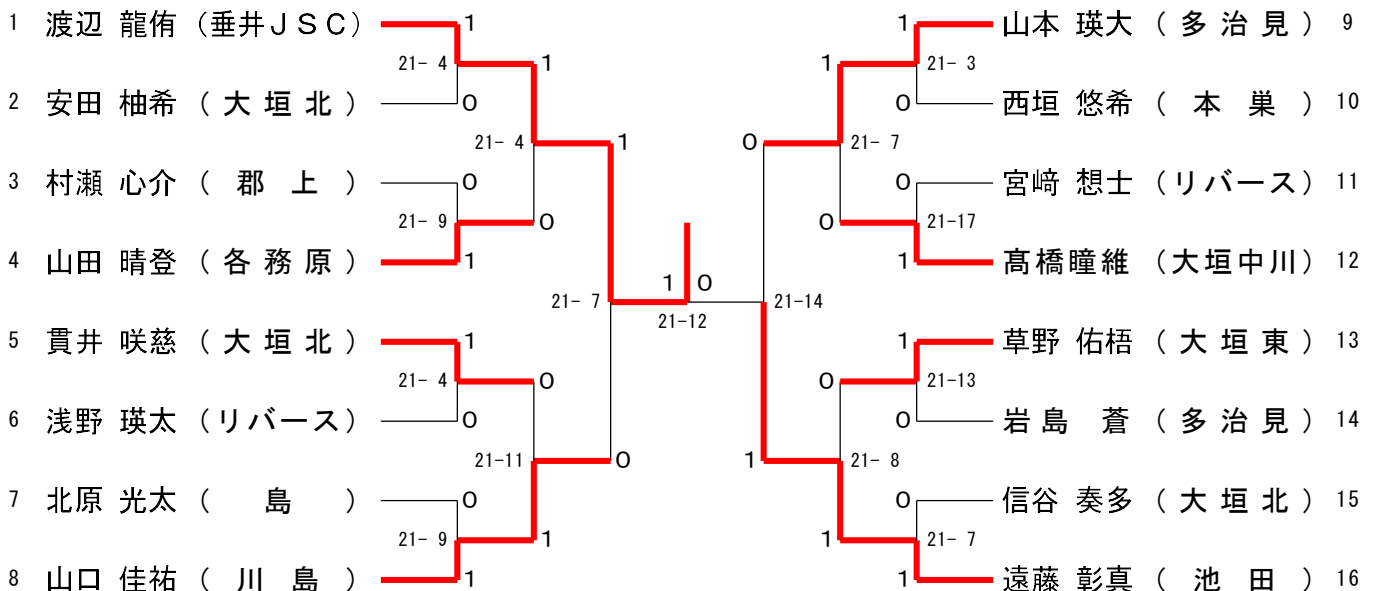 1 渡辺 龍侑 (垂井ＪＳＣ) 1 1 山本 瑛大 ( 多 治 見 ) 9
21- 4 1 1 21- 3
2 安田 柚希 ( 大 垣 北 ) 0 0 西垣 悠希 ( 本 巣 ) 10
21- 4 1 0 21- 7
3 村瀬 心介 ( 郡 上 ) 0 0 宮﨑 想士 (リバース) 11
21- 9 0 0 21-17
4 山田 晴登 ( 各 務 原 ) 1 1 髙橋瞳維 (大垣中川) 12
1 0
21- 7 21-14
21-12
5 貫井 咲慈 ( 大 垣 北 ) 1 1 草野 佑梧 ( 大 垣 東 ) 13
21- 4 0 0 21-13
6 浅野 瑛太 (リバース) 0 0 岩島 蒼 ( 多 治 見 ) 14
21-11 0 1 21- 8
7 北原 光太 ( 島 ) 0 0 信谷 奏多 ( 大 垣 北 ) 15
21- 9 1 1 21- 7
8 山口 佳祐 ( 川 島 ) 1 1 遠藤 彰真 ( 池 田 ) 16